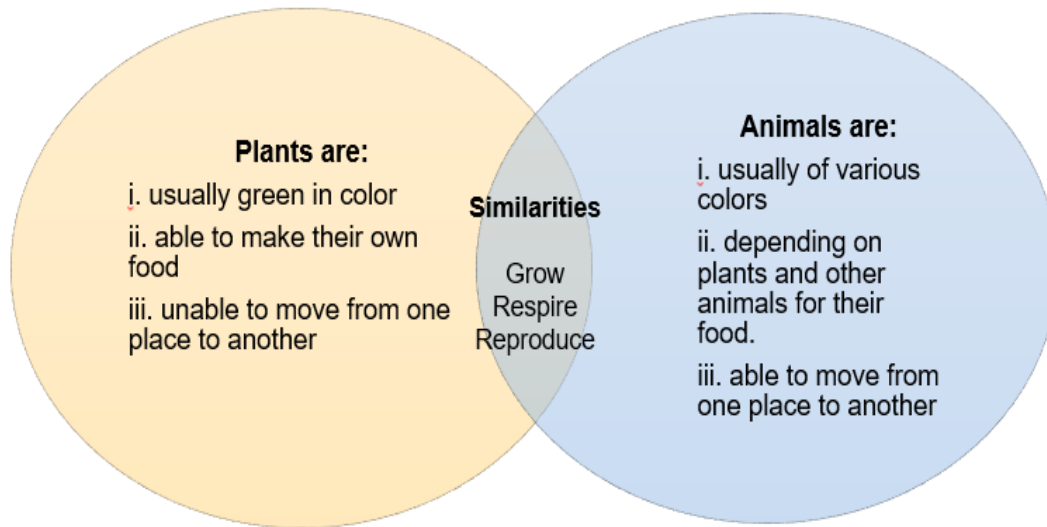 Plants are:
i. usually green in color
ii. able to make their own
food
iii. unable to move from one
place to another
Similarities
Grow
Respire
Reproduce
Animals are:
i. usually of various
colors
ii. depending on
plants and other
animals for their
food.
iii. able to move from
one place to another